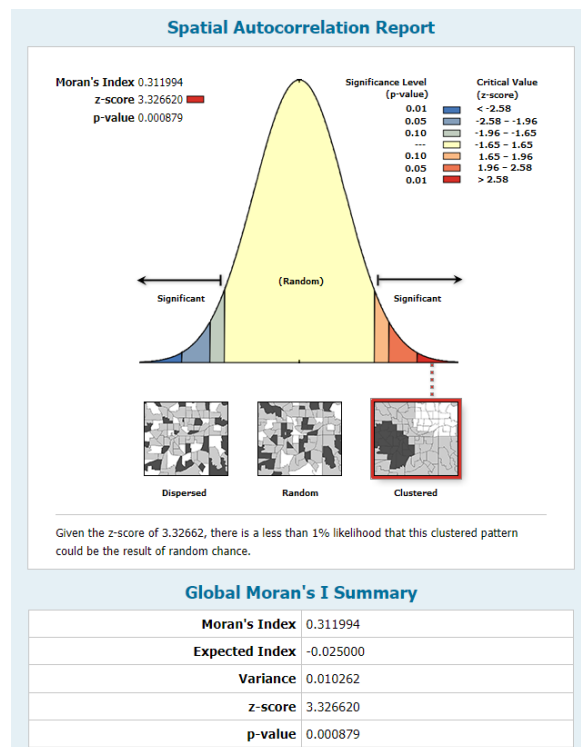 Spatial Autocorrelation Report
Moran's Index 0.311994
z-score 3.326620
p-value 0.000879
Significance Level Critical Value
(p-value) (z-score)
0.01 < -2.58
0.05 -2.58 – -1.96
0.10 -1.96 – -1.65
--- -1.65 – 1.65
0.10 1.65 – 1.96
0.05 1.96 – 2.58
0.01 > 2.58
(Random)
Significant Significant
Dispersed Random Clustered
Given the z-score of 3.32662, there is a less than 1% likelihood that this clustered pattern
could be the result of random chance.
Global Moran's I Summary
Moran's Index 0.311994
Expected Index -0.025000
Variance 0.010262
z-score 3.326620
p-value 0.000879